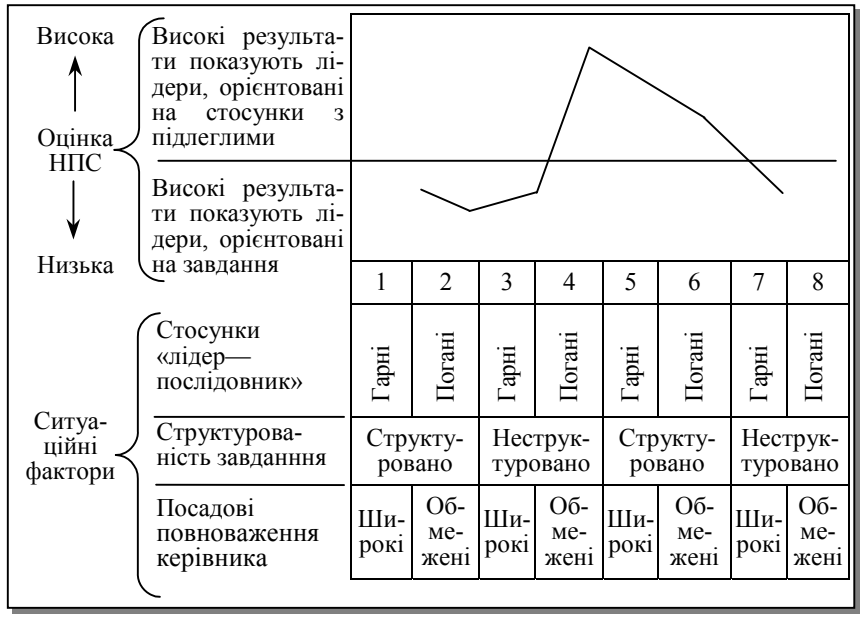 Висока
Оцінка
НПС
Низька
Високі результа-
ти показують лі-
дери, орієнтовані
на стосунки з
підлеглими
Високі результа-
ти показують лі-
дери, орієнтовані
на завдання
1 2 3 4 5 6 7 8
Ситуа-
ційні
фактори
Стосунки
«лідер—
послідовник»
Гарні Погані Гарні Погані Гарні Погані Гарні Погані
Структурова-
ність завданння
Структу- Неструк- Структу- Неструк-
ровано туровано ровано туровано
Посадові
повноваження
керівника
Ши- Об- Ши- Об- Ши- Об- Ши- Об-
рокі ме- рокі ме- рокі ме- рокі ме-
жені жені жені жені